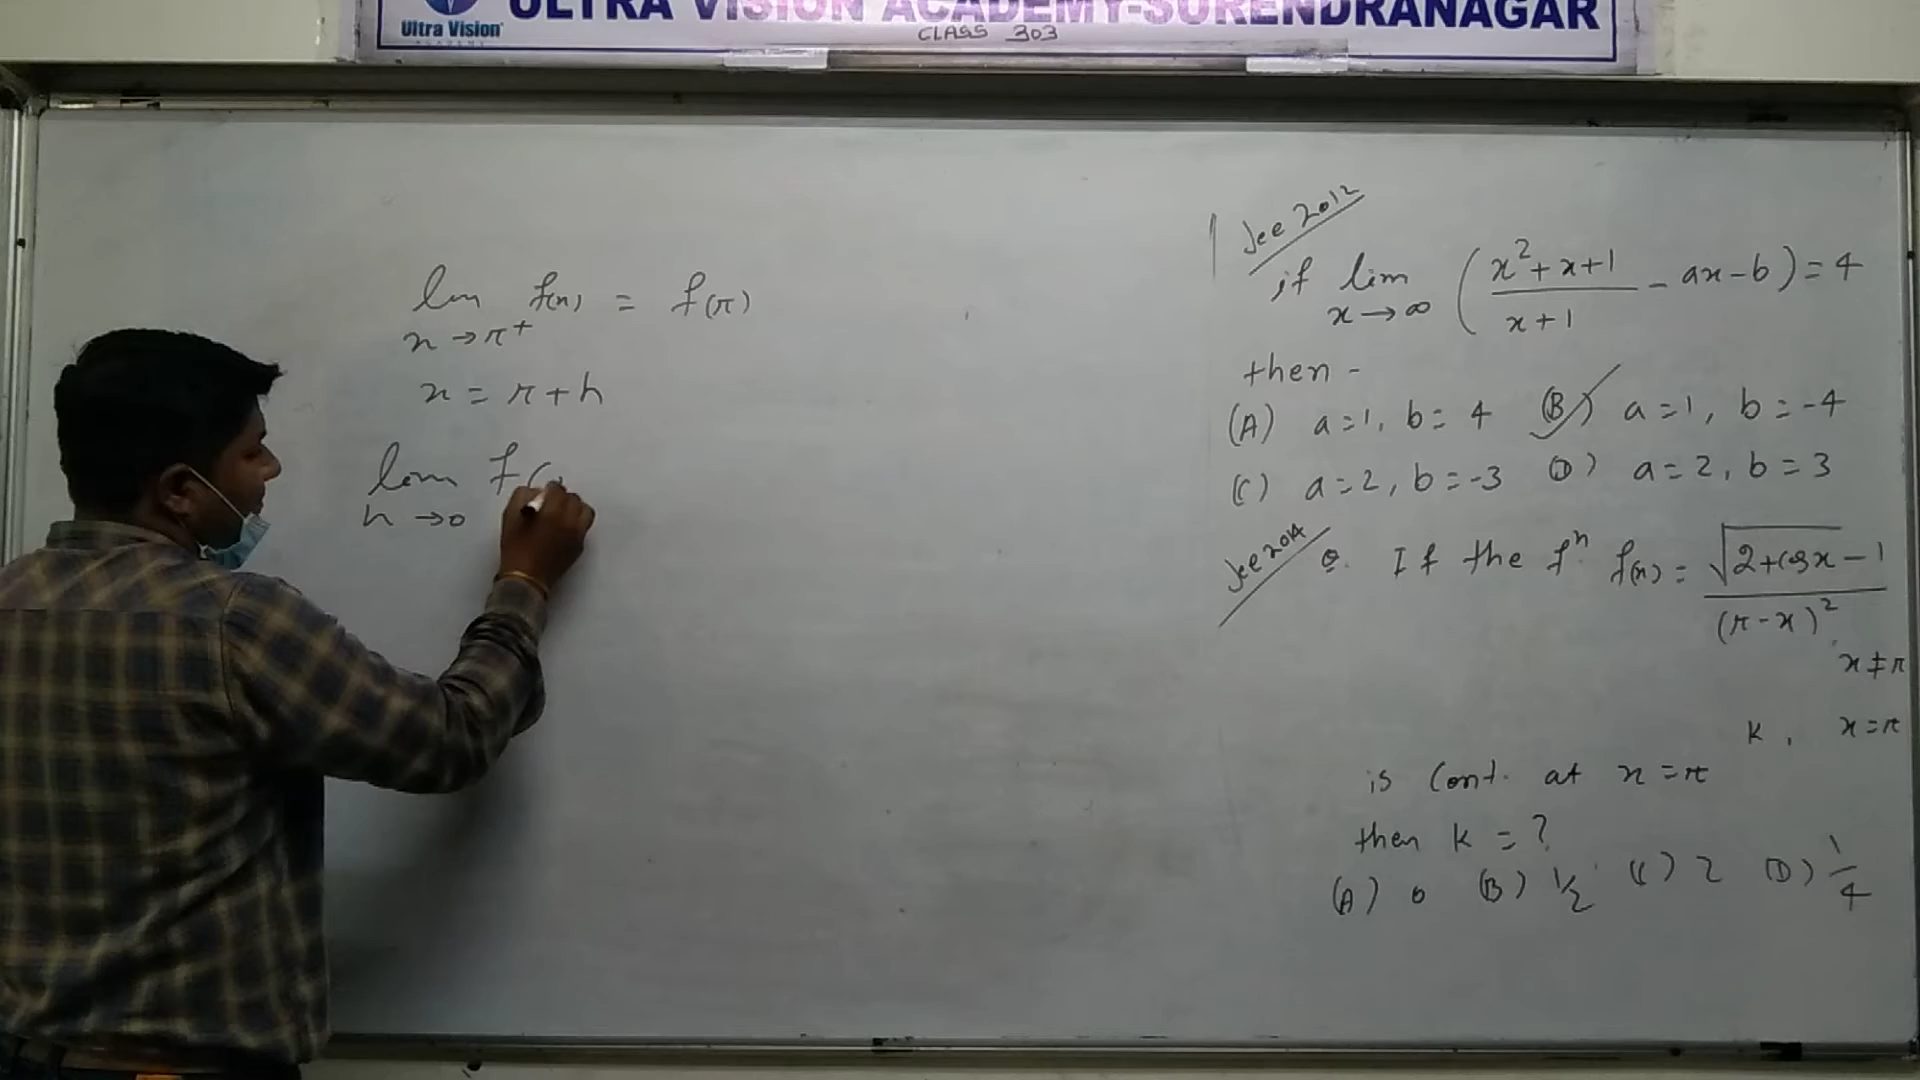 Ultra Vision
ACADEMY
ULTRA VISION ACADEMY-SURENDRANAGAR
CLASS 303
lim f(x) = f(π)
x → π+
x = π + h
lim f(
h → 0
Jee 2012
if lim ( x²+x+1 / x+1 - ax - b ) = 4
x → ∞
then -
(A) a=1, b= 4 (B) a=1, b= -4
(C) a=2, b=-3 (D) a=2, b=3
Jee 2014
Q. If the fⁿ f(x) = √2+cosx - 1 / (π-x)²
x ≠ π
k, x=π
is Cont. at x=π
then k = ?
(A) 0 (B) 1/2 (C) 2 (D) 1/4